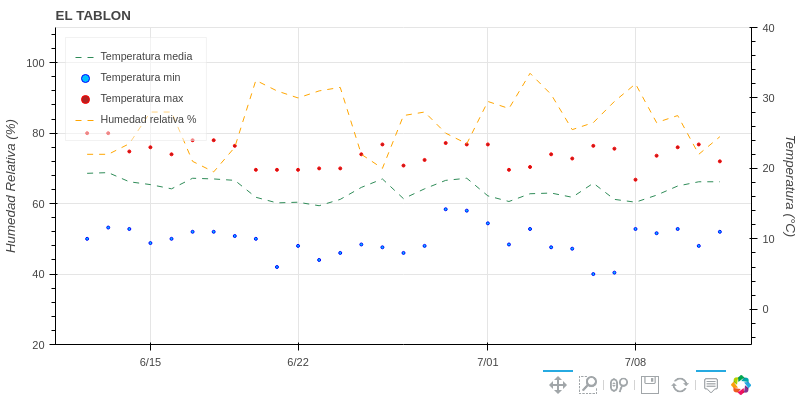 EL TABLON
Temperatura media
Temperatura min
Temperatura max
Humedad relativa %
Humedad Relativa (%)
100
80
60
40
20
Temperatura (°C)
40
30
20
10
0
6/15
6/22
7/01
7/08